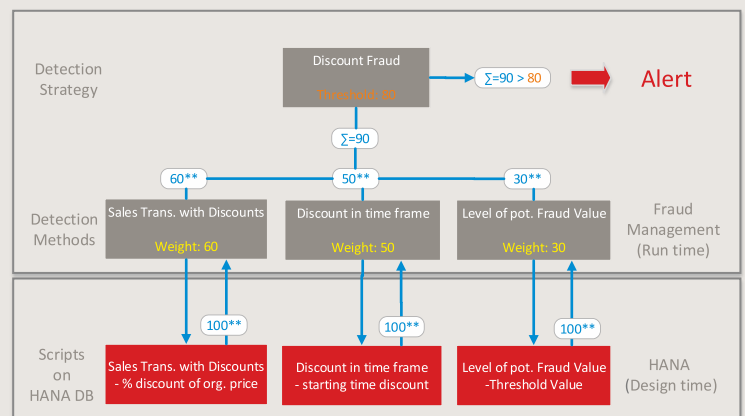 Detection
Strategy
Discount Fraud
Threshold: 80
∑=90 > 80
Alert
∑=90
60**
50**
30**
Detection
Methods
Sales Trans. with Discounts
Weight: 60
Discount in time frame
Weight: 50
Level of pot. Fraud Value
Weight: 30
Fraud
Management
(Run time)
100**
100**
100**
Scripts
on
HANA DB
Sales Trans. with Discounts
- % discount of org. price
Discount in time frame
- starting time discount
Level of pot. Fraud Value
-Threshold Value
HANA
(Design time)